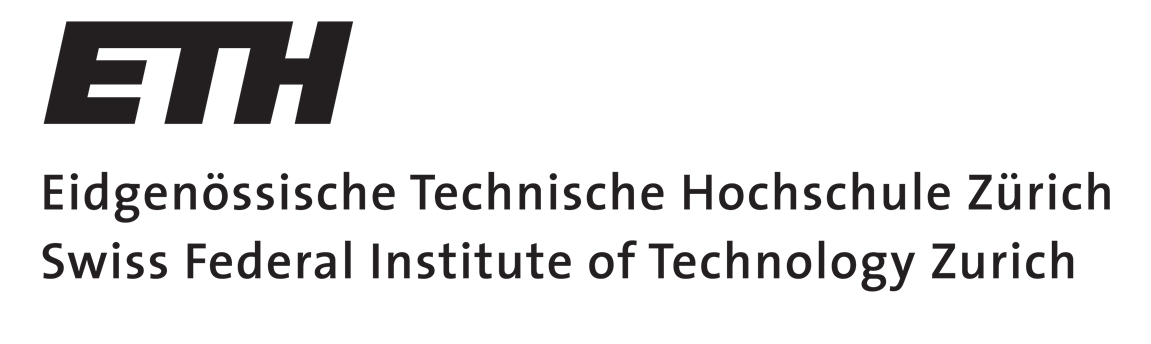 ETH
Eidgenössische Technische Hochschule Zürich
Swiss Federal Institute of Technology Zurich